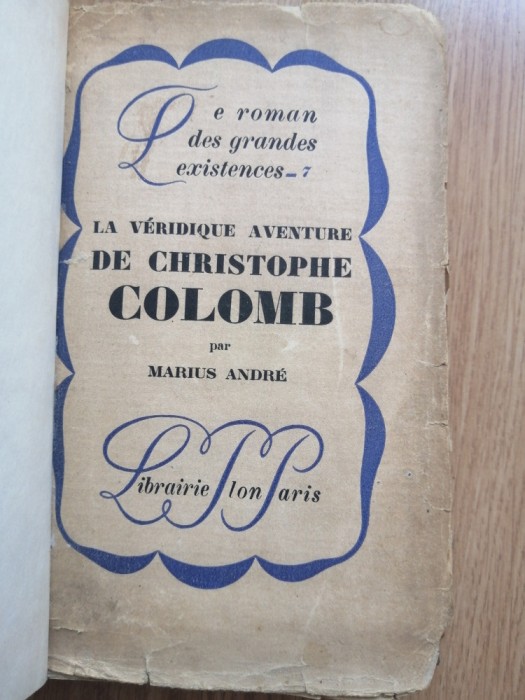 Le roman
des grandes
existences - 7
LA VÉRIDIQUE AVENTURE
DE CHRISTOPHE
COLOMB
par
MARIUS ANDRÉ
Librairie Plon Paris